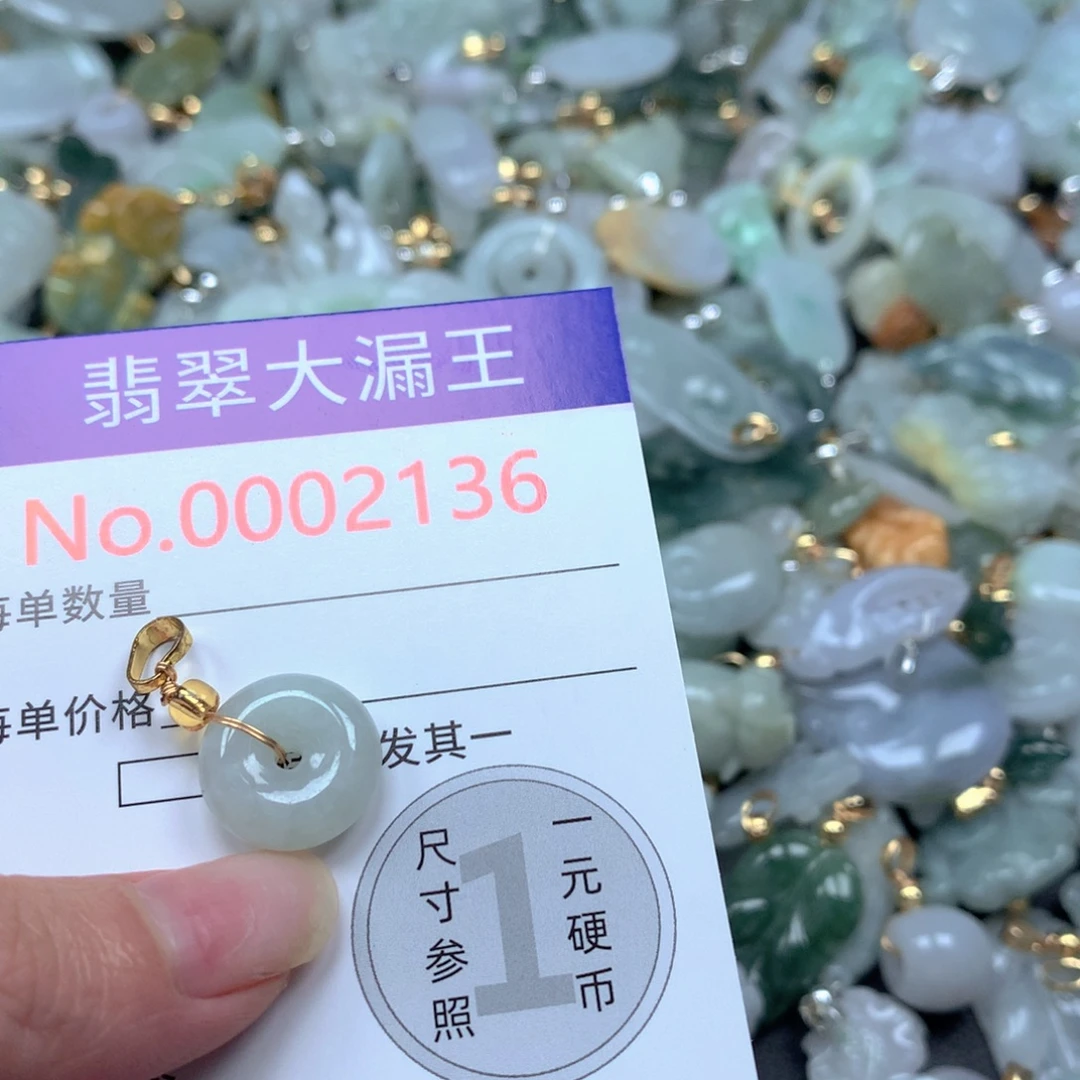 翡翠大漏王
No.0002136
每单数量
每单价格
发其一
尺寸参照
1
一元硬币